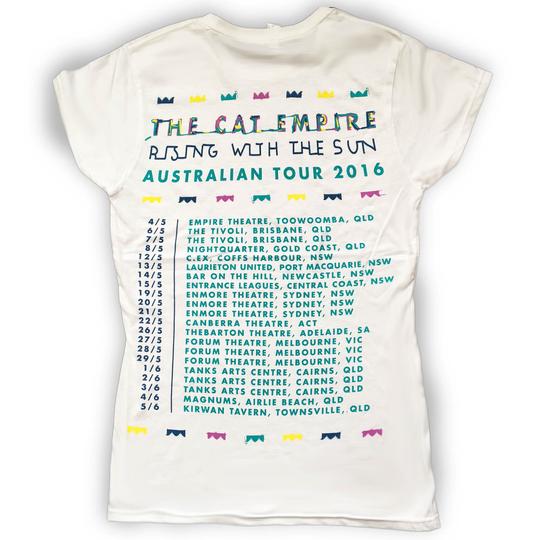 THE CAT EMPIRE
RISING WITH THE SUN
AUSTRALIAN TOUR 2016
4/5 EMPIRE THEATRE, TOOWOOMBA, QLD
6/5 THE TIVOLI, BRISBANE, QLD
7/5 THE TIVOLI, BRISBANE, QLD
8/5 NIGHTQUARTER, GOLD COAST, QLD
12/5 C.EX, COFFS HARBOUR, NSW
13/5 LAURIETON UNITED, PORT MACQUARIE, NSW
14/5 BAR ON THE HILL, NEWCASTLE, NSW
15/5 ENTRANCE LEAGUES, CENTRAL COAST, NSW
19/5 ENMORE THEATRE, SYDNEY, NSW
20/5 ENMORE THEATRE, SYDNEY, NSW
21/5 ENMORE THEATRE, SYDNEY, NSW
22/5 CANBERRA THEATRE, ACT
26/5 THEBARTON THEATRE, ADELAIDE, SA
27/5 FORUM THEATRE, MELBOURNE, VIC
28/5 FORUM THEATRE, MELBOURNE, VIC
29/5 FORUM THEATRE, MELBOURNE, VIC
1/6 TANKS ARTS CENTRE, CAIRNS, QLD
2/6 TANKS ARTS CENTRE, CAIRNS, QLD
3/6 TANKS ARTS CENTRE, CAIRNS, QLD
4/6 MAGNUMS, AIRLIE BEACH, QLD
5/6 KIRWAN TAVERN, TOWNSVILLE, QLD